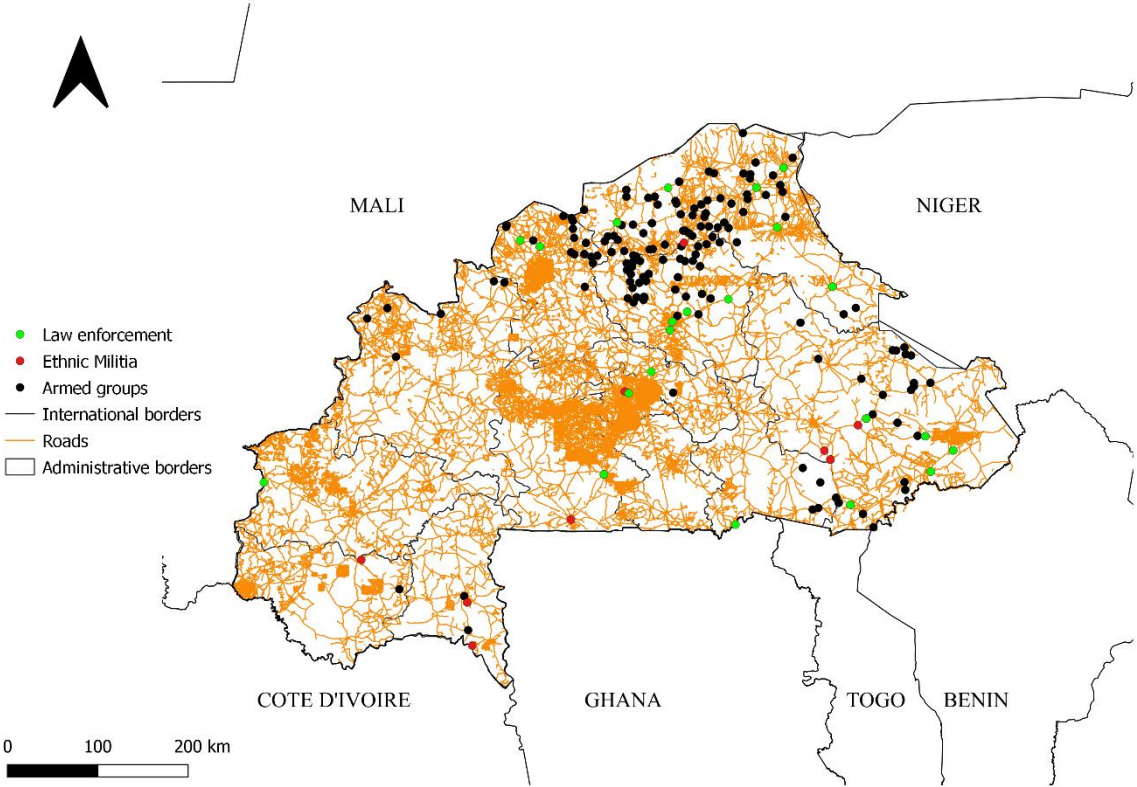 MALI
NIGER
Law enforcement
Ethnic Militia
Armed groups
International borders
Roads
Administrative borders
COTE D'IVOIRE
GHANA
TOGO
BENIN
0 100 200 km